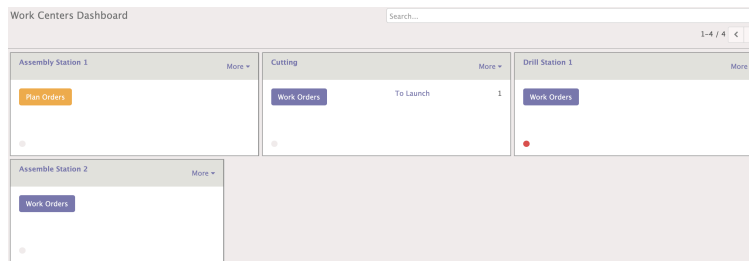 Work Centers Dashboard
Search...
1-4 / 4
Assembly Station 1 More
Cutting More
Drill Station 1 More
Plan Orders
Work Orders To Launch 1
Work Orders
Assemble Station 2 More
Work Orders